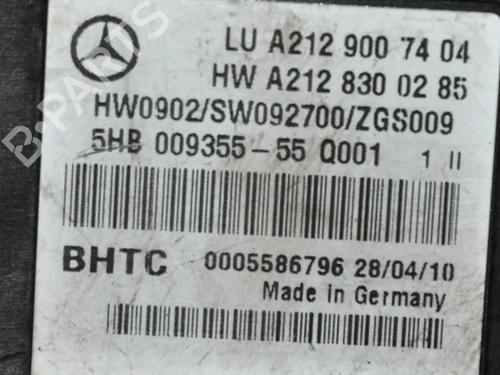 LU A212 900 74 04
HW A212 830 02 85
HW0902/SW092700/ZGS009
5HB 009355-55 Q001 1 II
BHTC 0005586796 28/04/10
Made in Germany
B-PARTS